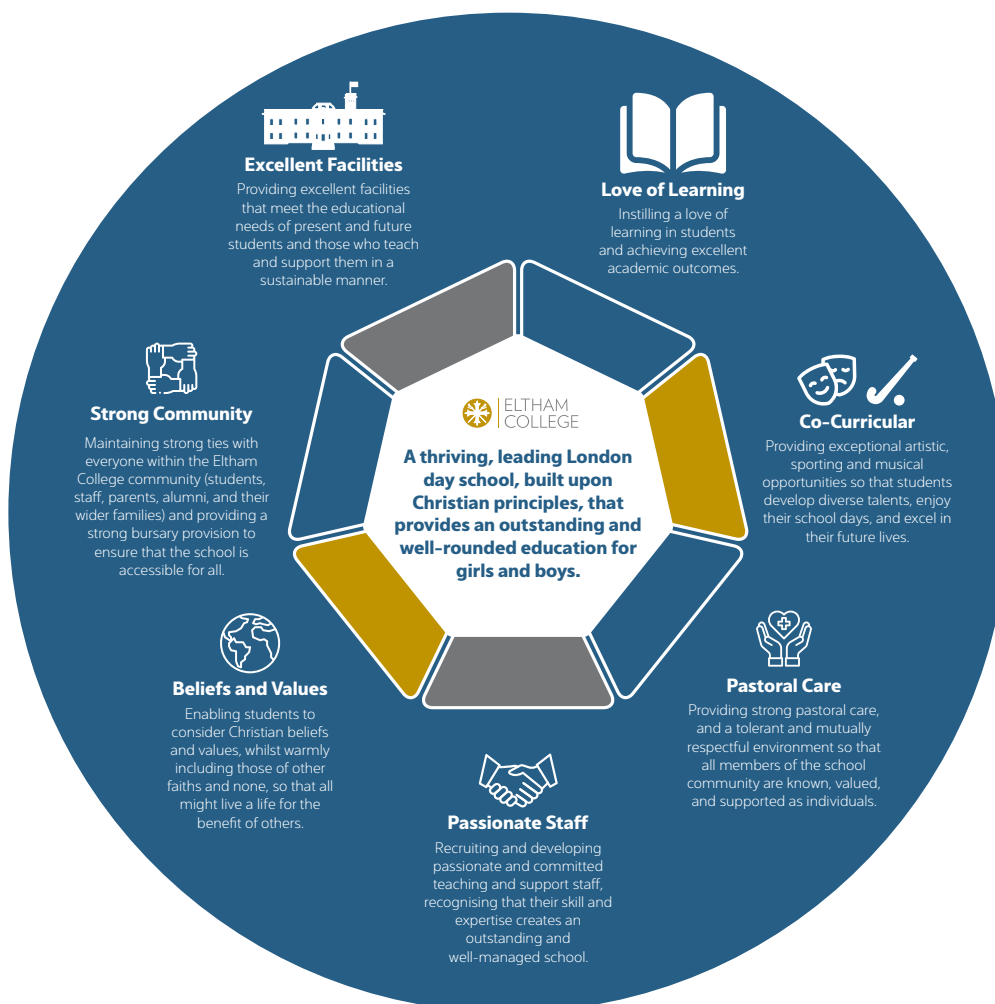 Excellent Facilities
Providing excellent facilities
that meet the educational
needs of present and future
students and those who teach
and support them in a
sustainable manner.
Love of Learning
Instilling a love of
learning in students
and achieving excellent
academic outcomes.
Strong Community
Maintaining strong ties with
everyone within the Eltham
College community (students,
staff, parents, alumni, and their
wider families) and providing a
strong bursary provision to
ensure that the school is
accessible for all.
ELTHAM
COLLEGE
A thriving, leading London
day school, built upon
Christian principles, that
provides an outstanding and
well-rounded education for
girls and boys.
Co-Curricular
Providing exceptional artistic,
sporting and musical
opportunities so that students
develop diverse talents, enjoy
their school days, and excel in
their future lives.
Beliefs and Values
Enabling students to
consider Christian beliefs
and values, whilst warmly
including those of other
faiths and none, so that all
might live a life for the
benefit of others.
Pastoral Care
Providing strong pastoral care,
and a tolerant and mutually
respectful environment so that
all members of the school
community are known, valued,
and supported as individuals.
Passionate Staff
Recruiting and developing
passionate and committed
teaching and support staff,
recognising that their skill and
expertise creates an
outstanding and
well-managed school.